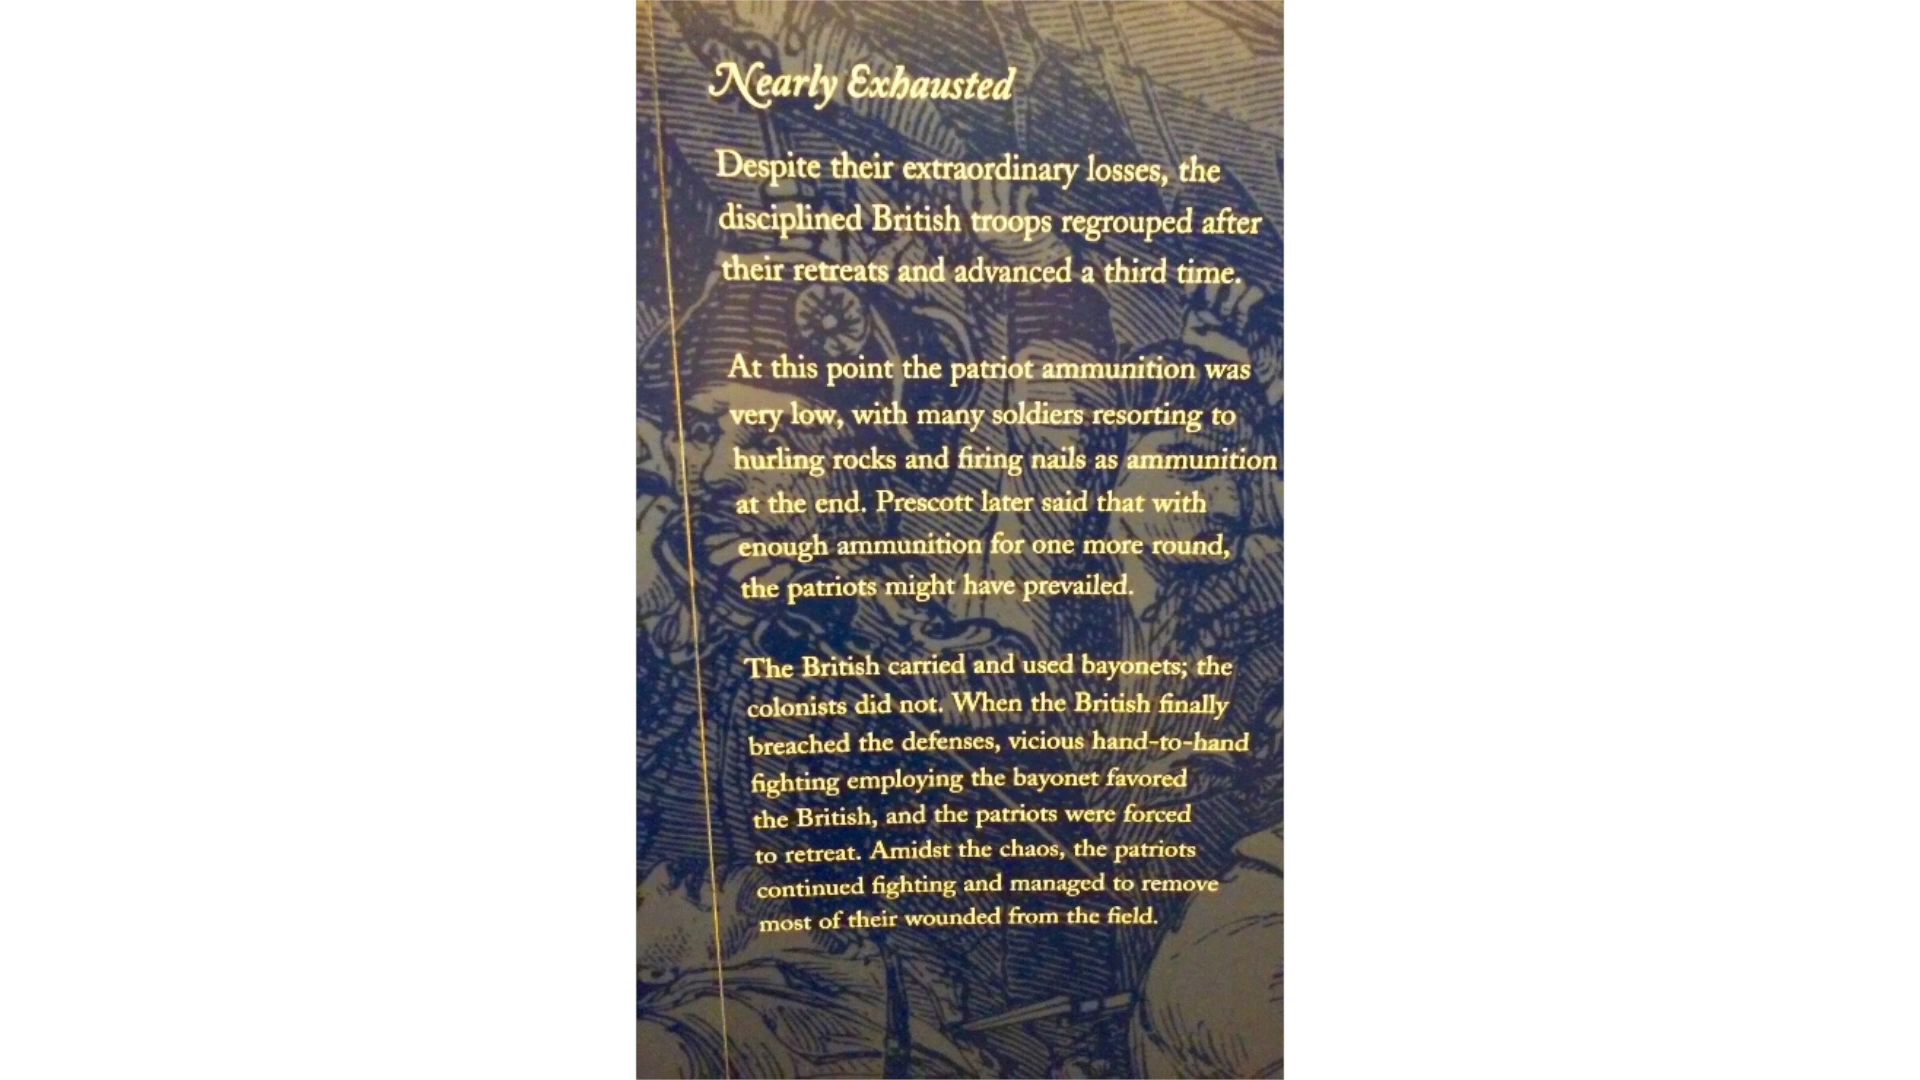 Nearly Exhausted
Despite their extraordinary losses, the
disciplined British troops regrouped after
their retreats and advanced a third time.
At this point the patriot ammunition was
very low, with many soldiers resorting to
hurling rocks and firing nails as ammunition
at the end. Prescott later said that with
enough ammunition for one more round,
the patriots might have prevailed.
The British carried and used bayonets; the
colonists did not. When the British finally
breached the defenses, vicious hand-to-hand
fighting employing the bayonet favored
the British, and the patriots were forced
to retreat. Amidst the chaos, the patriots
continued fighting and managed to remove
most of their wounded from the field.